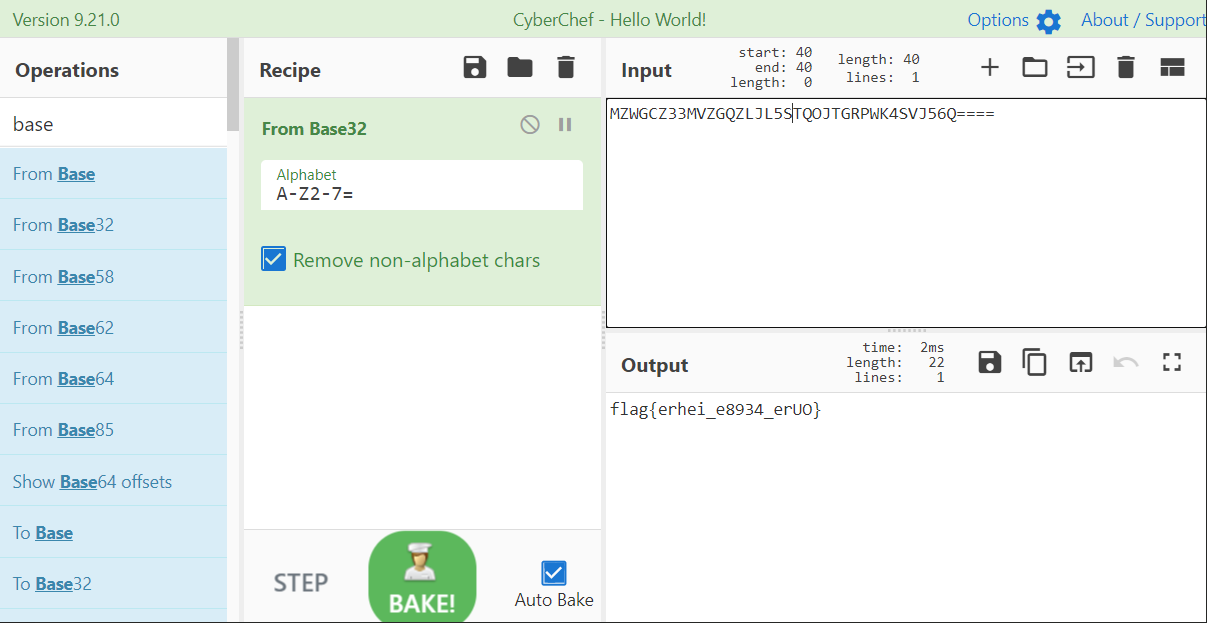 Version 9.21.0
CyberChef - Hello World!
Options
About / Support
Operations
base
From Base
From Base32
From Base58
From Base62
From Base64
From Base85
Show Base64 offsets
To Base
To Base32
Recipe
From Base32
Alphabet
A-Z2-7=
Remove non-alphabet chars
STEP
BAKE!
Auto Bake
Input
start: 40
end: 40
length: 0
length: 40
lines: 1
MZWGCZ33MVZGQZLJL5STQOJTGRPWK4SVJ56Q====
Output
time: 2ms
length: 22
lines: 1
flag{erhei_e8934_erUO}